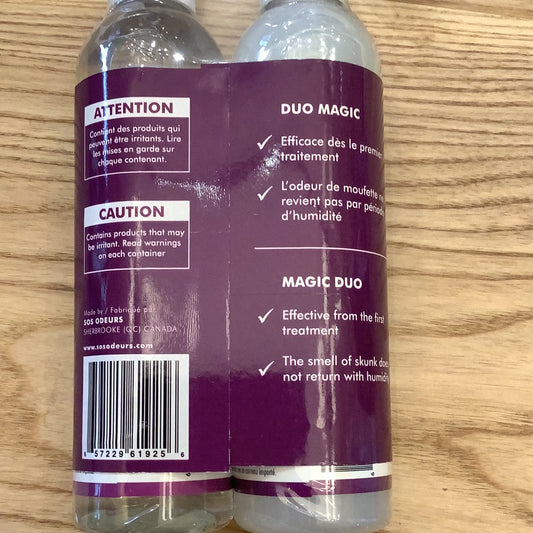 ATTENTION
Contient des produits qui
peuvent être irritants. Lire
les mises en garde sur
chaque contenant.
CAUTION
Contains products that may
be irritant. Read warnings
on each container
Made by / Fabriqué par
SOS ODEURS
SHERBROOKE (QC) CANADA
www.sosodeurs.com
6 57229 61925 6
DUO MAGIC
✓ Efficace dès le premier
traitement
✓ L'odeur de moufette ne
revient pas par
d'humidité
MAGIC DUO
✓ Effective from the first
treatment
✓ The smell of skunk does
not return with